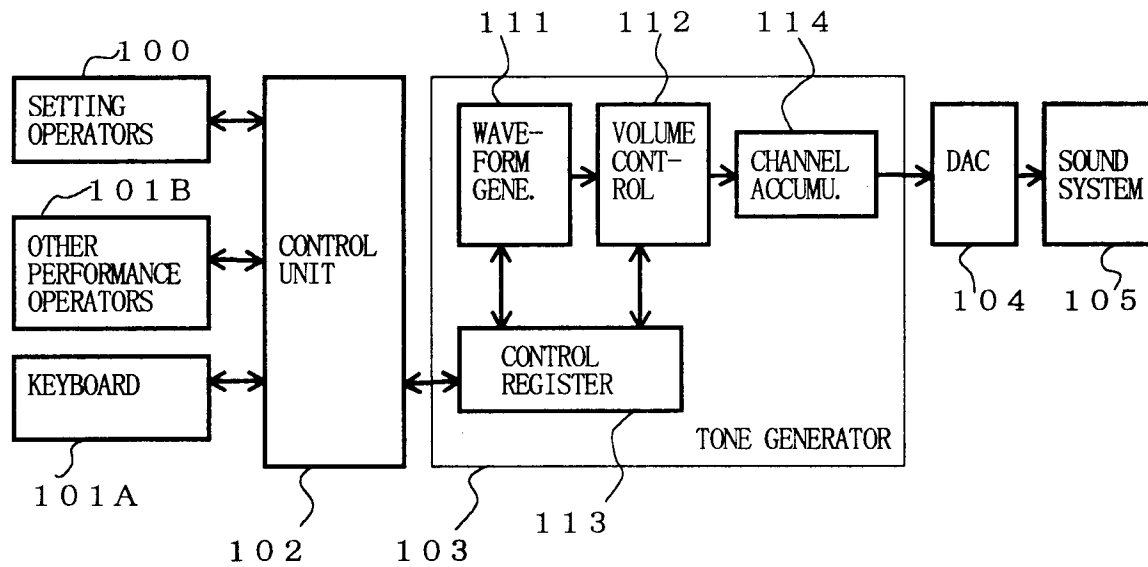 100
SETTING
OPERATORS
101B
OTHER
PERFORMANCE
OPERATORS
KEYBOARD
101A
CONTROL
UNIT
102
111
WAVE-
FORM
GENE.
112
VOLUME
CONT-
ROL
114
CHANNEL
ACCUMU.
CONTROL
REGISTER
113
TONE GENERATOR
103
DAC
104
SOUND
SYSTEM
105